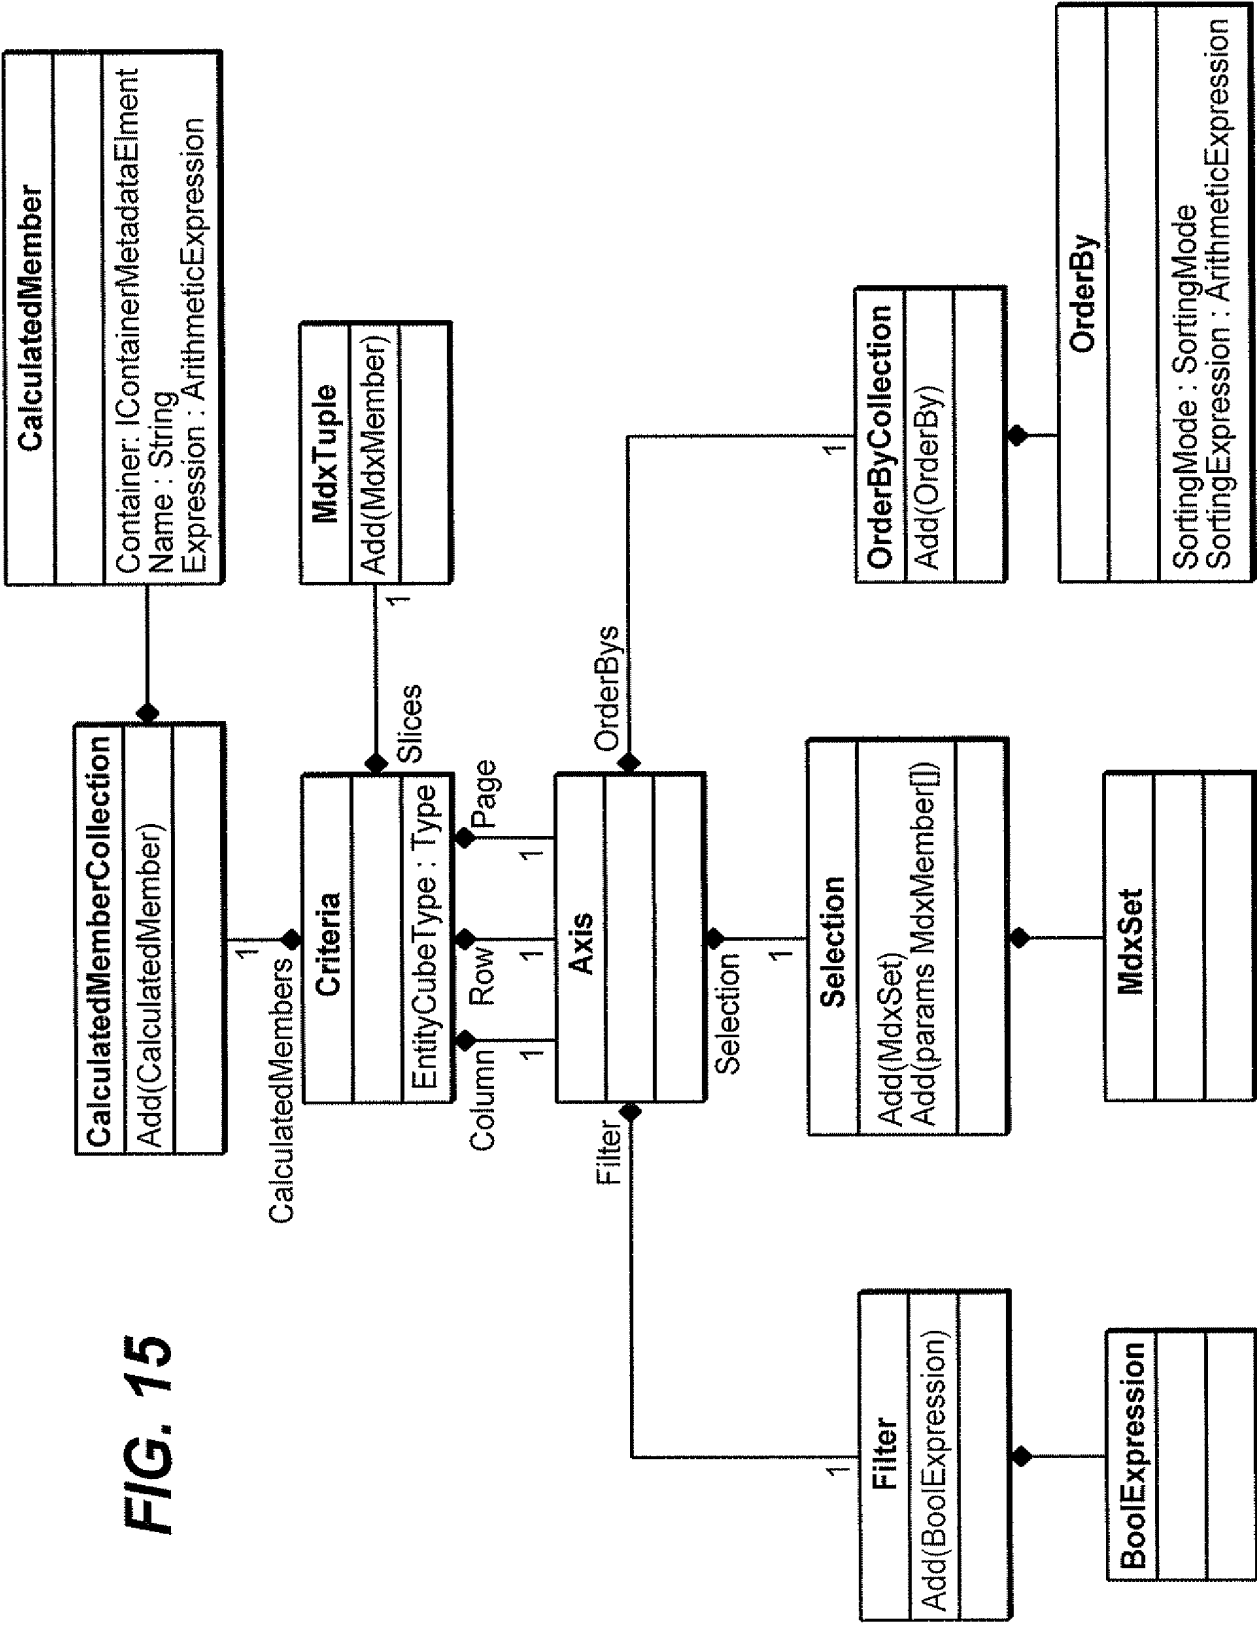 FIG. 15
CalculatedMemberCollection
Add(CalculatedMember)
CalculatedMember
Container: IContainerMetadataElment
Name : String
Expression : ArithmeticExpression
1
CalculatedMembers
Criteria
EntityCubeType : Type
Slices
1
MdxTuple
Add(MdxMember)
Column
Row
Page
1
1
1
Axis
Filter
Selection
OrderBys
1
1
1
Filter
Add(BoolExpression)
Selection
Add(MdxSet)
Add(params MdxMember[])
OrderByCollection
Add(OrderBy)
BoolExpression
MdxSet
OrderBy
SortingMode : SortingMode
SortingExpression : ArithmeticExpression